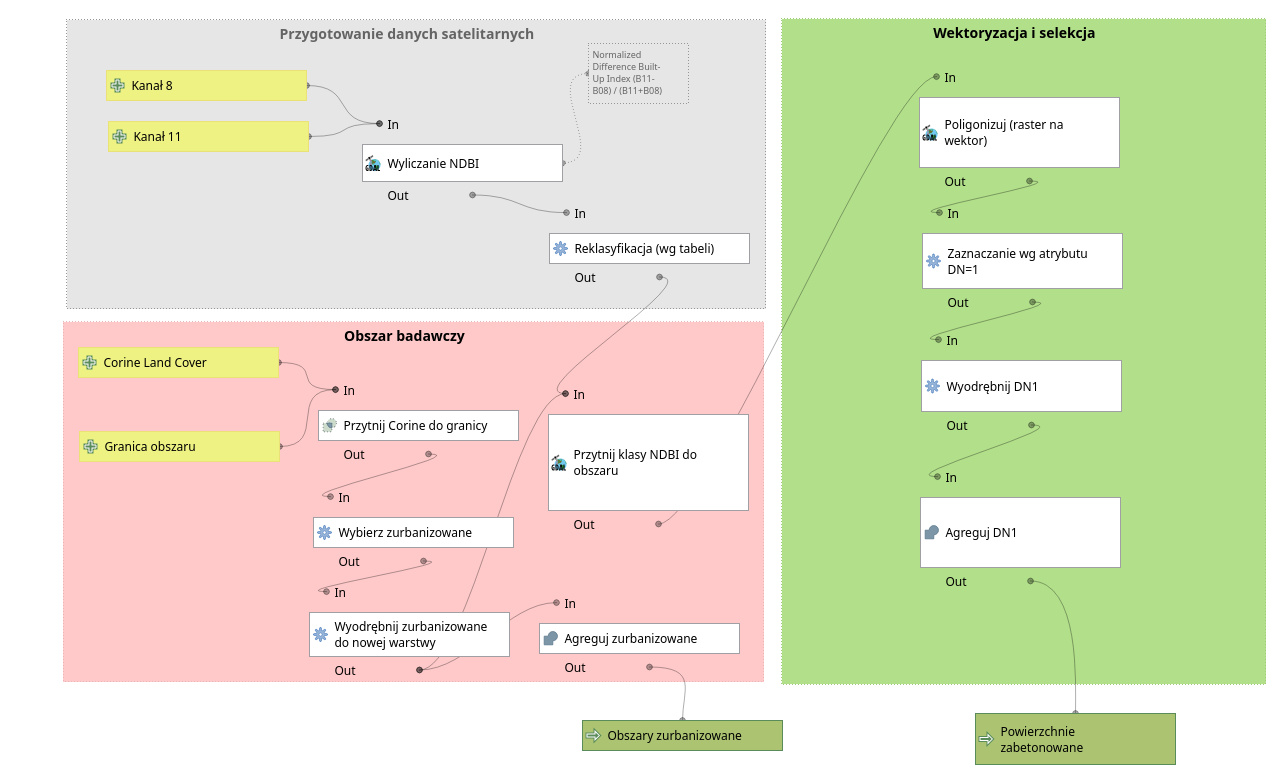 Przygotowanie danych satelitarnych
Normalized
Difference Built-
Up Index (B11-
B08) / (B11+B08)
Kanał 8
Kanał 11
In
Wyliczanie NDBI
Out
In
Reklasyfikacja (wg tabeli)
Out
Obszar badawczy
Corine Land Cover
Granica obszaru
In
Przytnij Corine do granicy
Out
In
Wybierz zurbanizowane
Out
In
Wyodrębnij zurbanizowane
do nowej warstwy
Out
In
Przytnij klasy NDBI do
obszaru
Out
In
Agreguj zurbanizowane
Out
Obszary zurbanizowane
Wektoryzacja i selekcja
In
Poligonizuj (raster na
wektor)
Out
In
Zaznaczanie wg atrybutu
DN=1
Out
In
Wyodrębnij DN1
Out
In
Agreguj DN1
Out
Powierzchnie
zabetonowane
GDAL
GDAL
GDAL